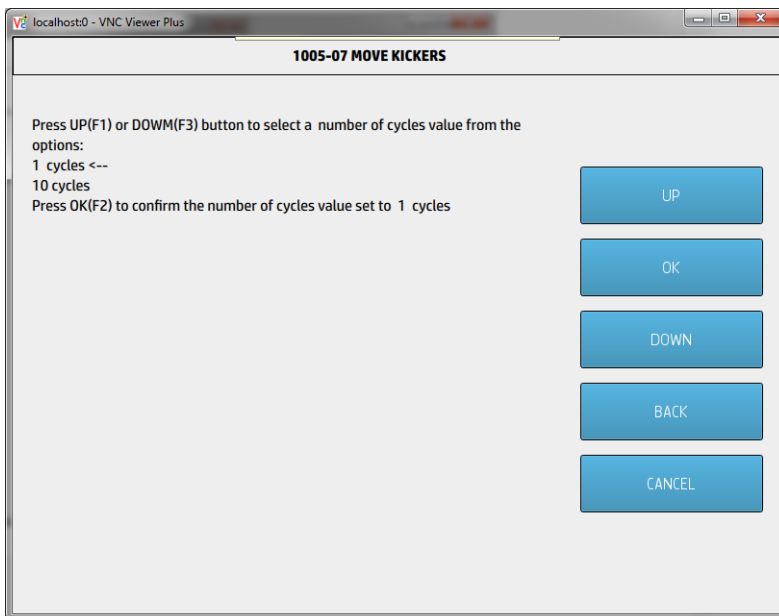 localhost:0 - VNC Viewer Plus
1005-07 MOVE KICKERS
Press UP(F1) or DOWM(F3) button to select a number of cycles value from the
options:
1 cycles <--
10 cycles
Press OK(F2) to confirm the number of cycles value set to 1 cycles
UP
OK
DOWN
BACK
CANCEL